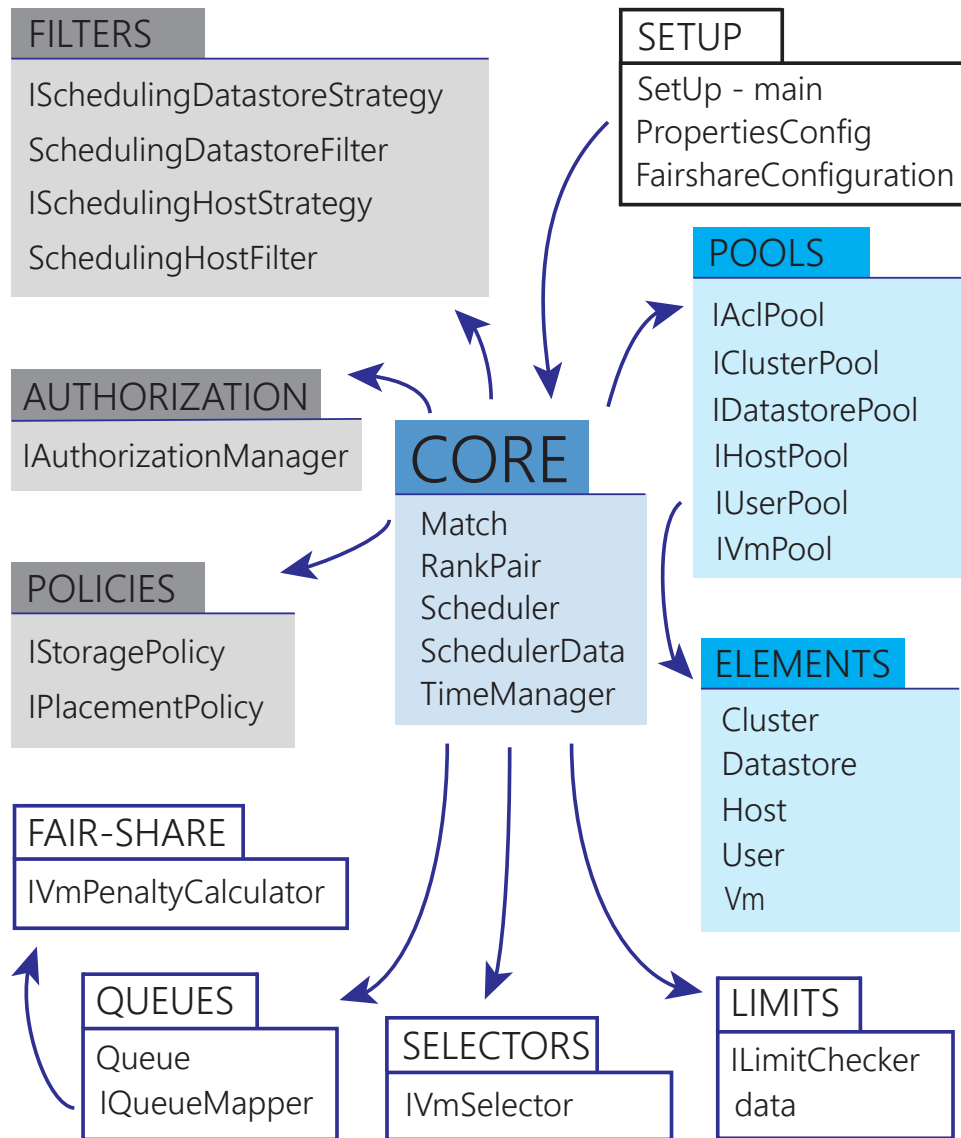 FILTERS
ISchedulingDatastoreStrategy
SchedulingDatastoreFilter
ISchedulingHostStrategy
SchedulingHostFilter
SETUP
SetUp - main
PropertiesConfig
FairshareConfiguration
POOLS
IAclPool
IClusterPool
IDatastorePool
IHostPool
IUserPool
IVmPool
AUTHORIZATION
IAuthorizationManager
CORE
Match
RankPair
Scheduler
SchedulerData
TimeManager
POLICIES
IStoragePolicy
IPlacementPolicy
ELEMENTS
Cluster
Datastore
Host
User
Vm
FAIR-SHARE
IVmPenaltyCalculator
QUEUES
Queue
IQueueMapper
SELECTORS
IVmSelector
LIMITS
ILimitChecker
data